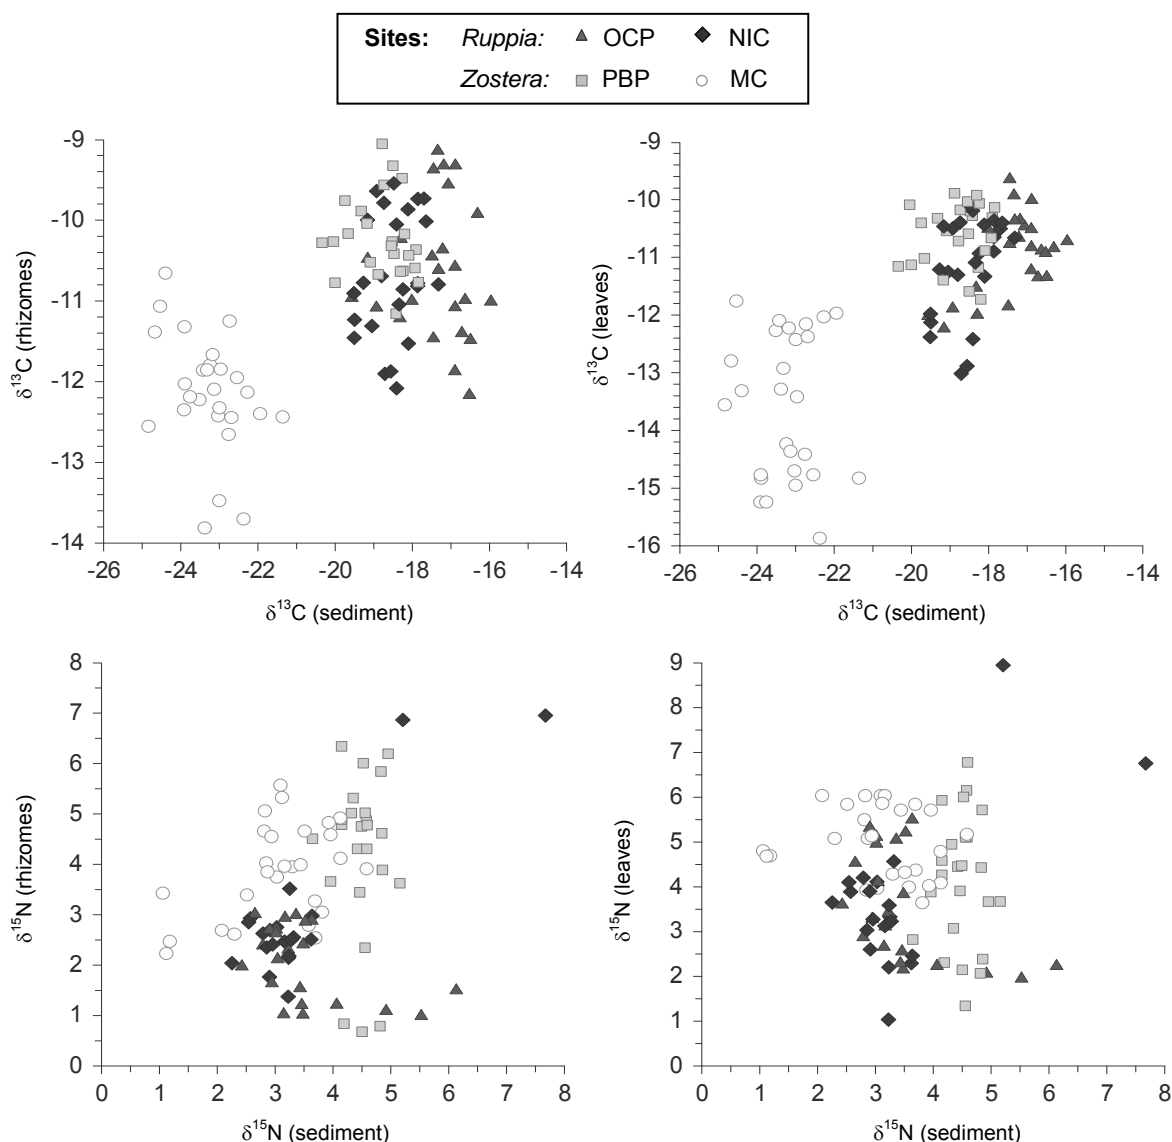 Sites: Ruppia: OCP NIC
Zostera: PBP MC
-9
-10
-11
-12
-13
-14
-26 -24 -22 -20 -18 -16 -14
δ13C (rhizomes)
δ13C (sediment)
-9
-10
-11
-12
-13
-14
-15
-16
-26 -24 -22 -20 -18 -16 -14
δ13C (leaves)
δ13C (sediment)
8
7
6
5
4
3
2
1
0
0 1 2 3 4 5 6 7 8
δ15N (rhizomes)
δ15N (sediment)
9
8
7
6
5
4
3
2
1
0
0 1 2 3 4 5 6 7 8
δ15N (leaves)
δ15N (sediment)